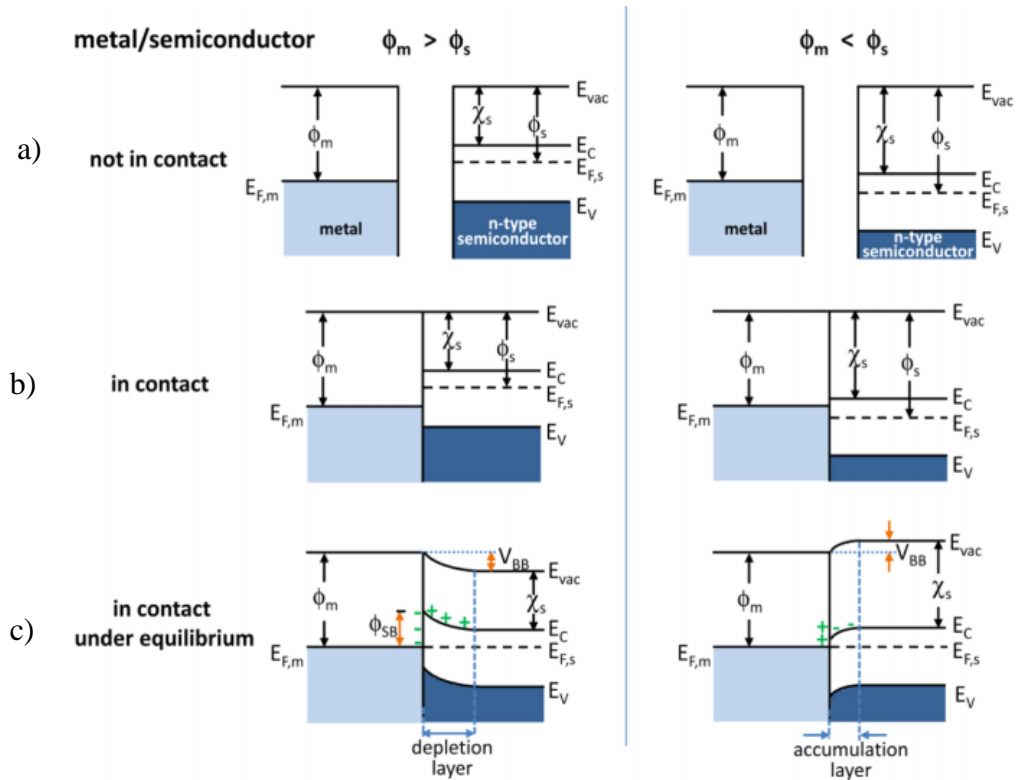 metal/semiconductor ϕm > ϕs ϕm < ϕs
a)
not in contact
ϕm
χs
ϕs
Evac
EC
EF,s
EV
EF,m
metal
n-type
semiconductor
ϕm
χs
ϕs
Evac
EC
EF,s
EV
EF,m
metal
n-type
semiconductor
b)
in contact
ϕm
χs
ϕs
Evac
EC
EF,s
EV
EF,m
ϕm
χs
ϕs
Evac
EC
EF,s
EV
EF,m
c)
in contact
under equilibrium
ϕm
VBB
Evac
χs
ϕSB
+ + + +
- - -
EC
EF,s
EF,m
EV
depletion
layer
ϕm
VBB
Evac
χs
- -
+ +
EC
EF,s
EF,m
EV
accumulation
layer